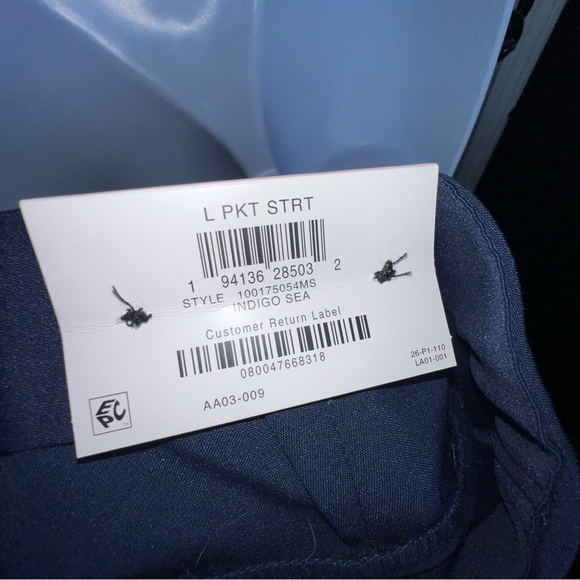 L PKT STRT
1 94136 28503 2
STYLE 100175054MS
INDIGO SEA
Customer Return Label
080047668318
26-P1-110
LA01-001
AA03-009
EPC